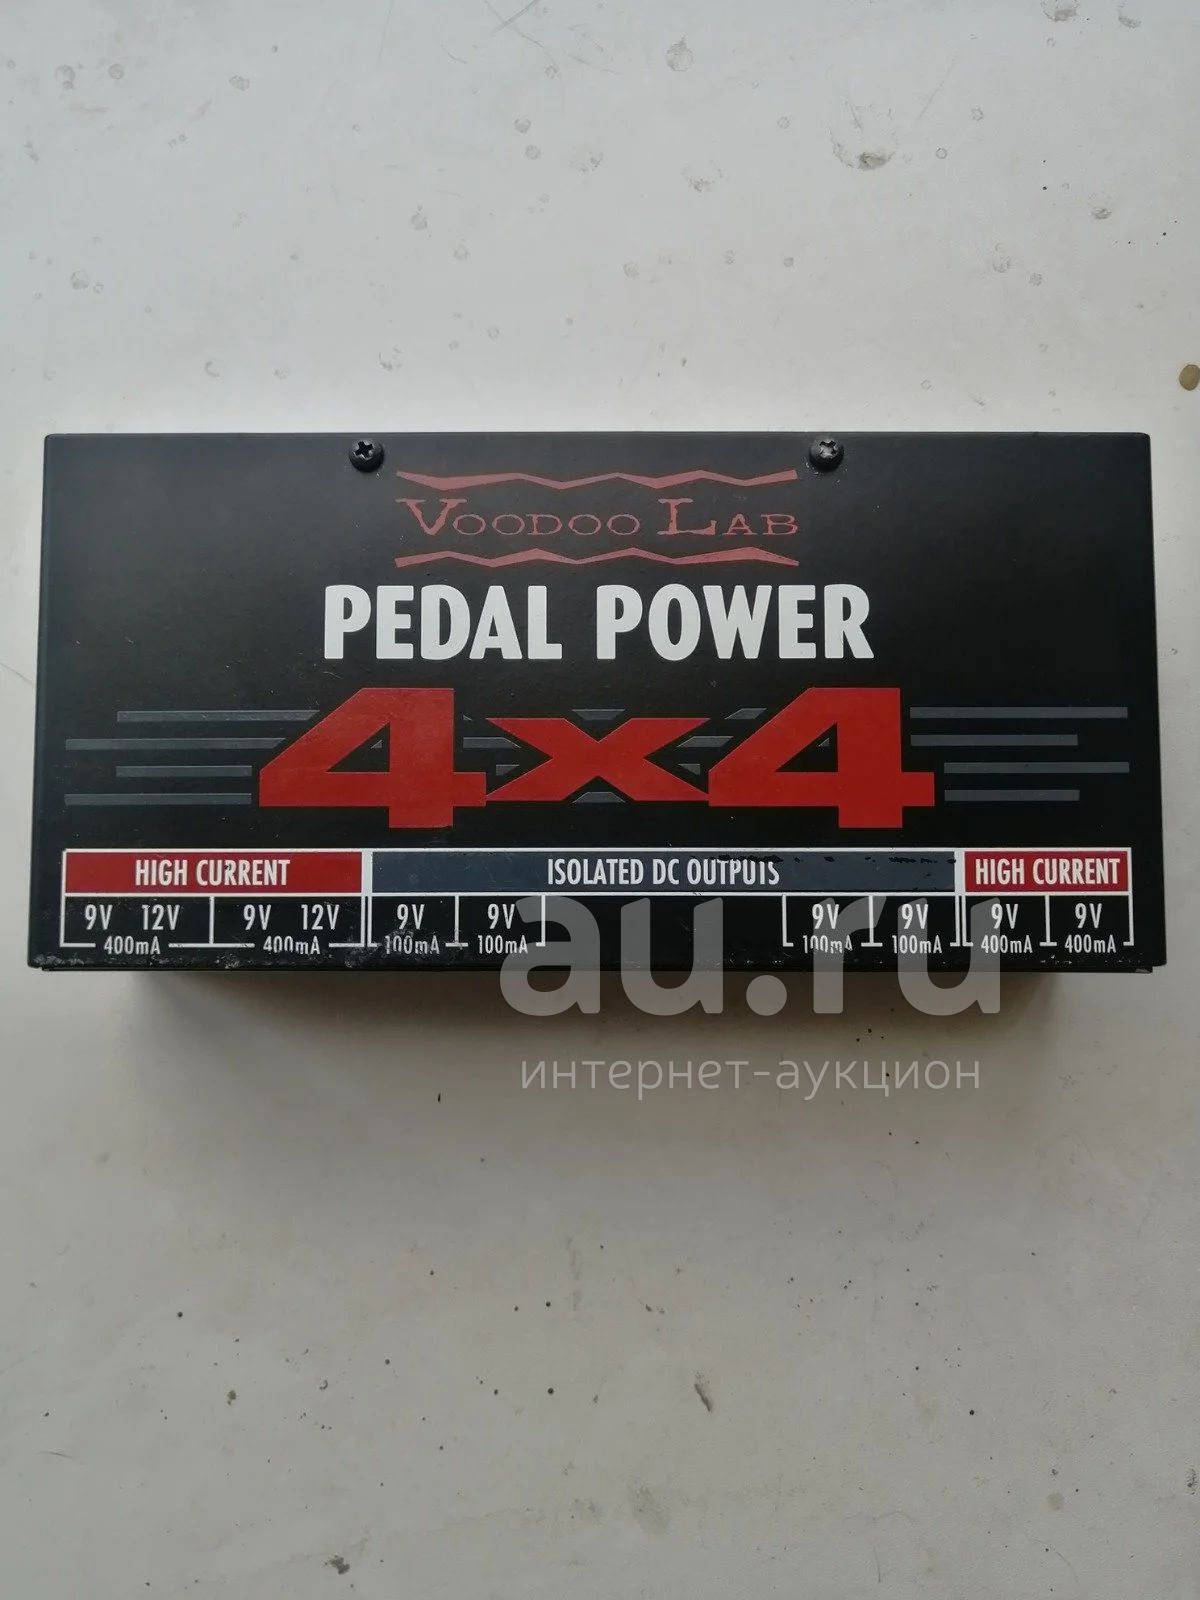 VOODOO LAB
PEDAL POWER
4x4
HIGH CURRENT ISOLATED DC OUTPUTS HIGH CURRENT
9V 12V 9V 12V 9V 9V 9V 9V 9V 9V
400mA 400mA 100mA 100mA 100mA 100mA 400mA 400mA
au.ru
интернет-аукцион